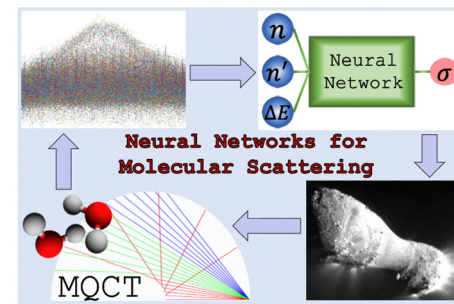 n
n'
ΔE
Neural
Network
σ
Neural Networks for
Molecular Scattering
MQCT